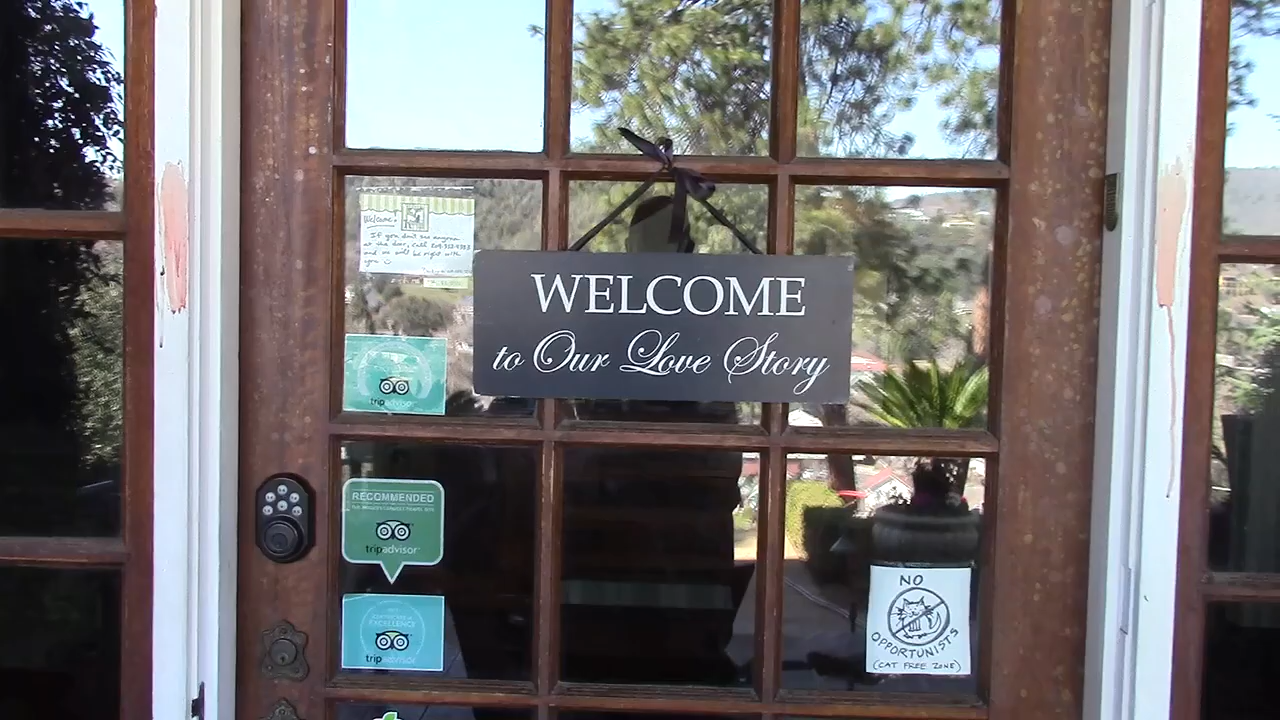 Welcome!
If you don't see anyone
at the door, call
and we will be right with
you
WELCOME
to Our Love Story
tripadvisor
RECOMMENDED
tripadvisor
EXCELLENCE
tripadvisor
NO
OPPORTUNISTS
(CAT FREE ZONE)